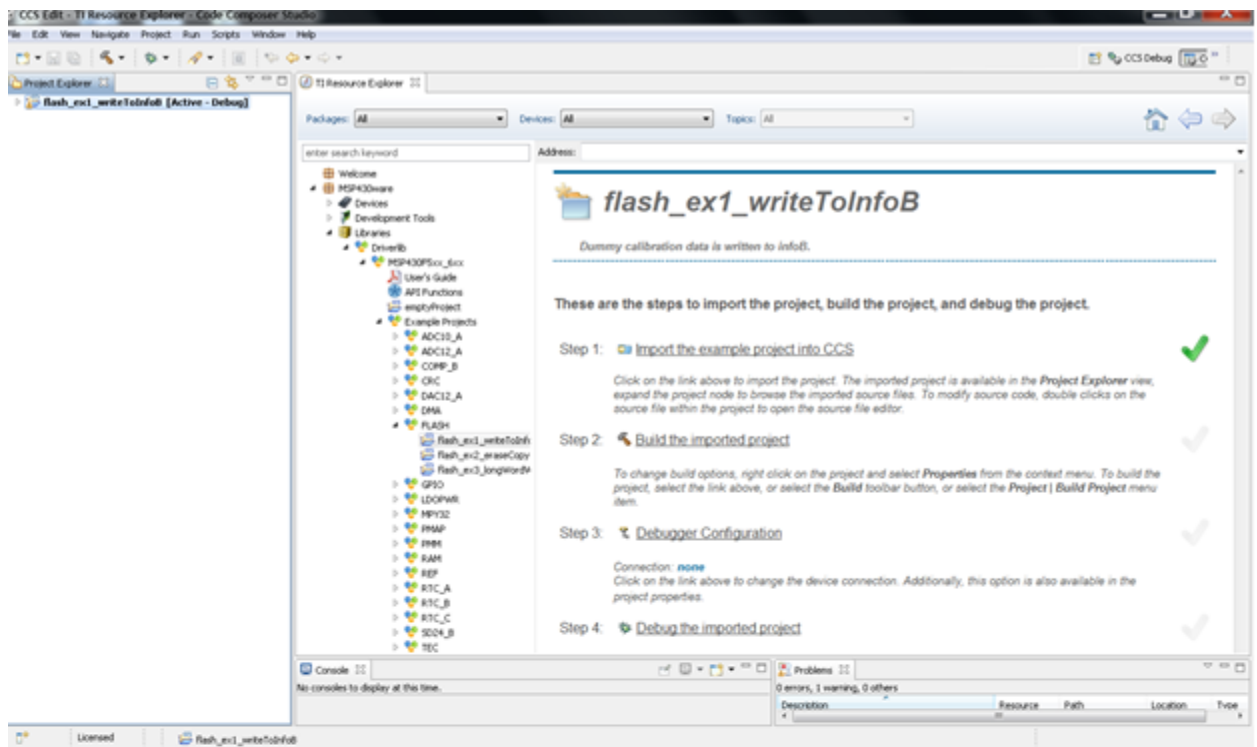 CCS Edit - TI Resource Explorer - Code Composer Studio
File Edit View Navigate Project Run Scripts Window Help
CCS Debug
Project Explorer
flash_ex1_writeToInfoB [Active - Debug]
TI Resource Explorer
Packages: All Devices: All Topics: All
enter search keyword
Address:
Welcome
MSP430ware
Devices
Development Tools
Libraries
Driverlib
MSP430F5xx_6xx
User's Guide
API Functions
emptyProject
Example Projects
ADC10_A
ADC12_A
COMP_B
CRC
DAC12_A
DMA
FLASH
flash_ex1_writeToInf
flash_ex2_eraseCopy
flash_ex3_longWordW
GPIO
LDOPWR
MPY32
PMAP
PMM
RAM
REF
RTC_A
RTC_B
RTC_C
SD24_B
TEC
flash_ex1_writeToInfoB
Dummy calibration data is written to infoB.
These are the steps to import the project, build the project, and debug the project.
Step 1: Import the example project into CCS
Click on the link above to import the project. The imported project is available in the Project Explorer view,
expand the project node to browse the imported source files. To modify source code, double clicks on the
source file within the project to open the source file editor.
Step 2: Build the imported project
To change build options, right click on the project and select Properties from the context menu. To build the
project, select the link above, or select the Build toolbar button, or select the Project | Build Project menu
item.
Step 3: Debugger Configuration
Connection: none
Click on the link above to change the device connection. Additionally, this option is also available in the
project properties.
Step 4: Debug the imported project
Console
No consoles to display at this time.
Problems
0 errors, 1 warning, 0 others
Description Resource Path Location Type
Licensed
flash_ex1_writeToInfoB